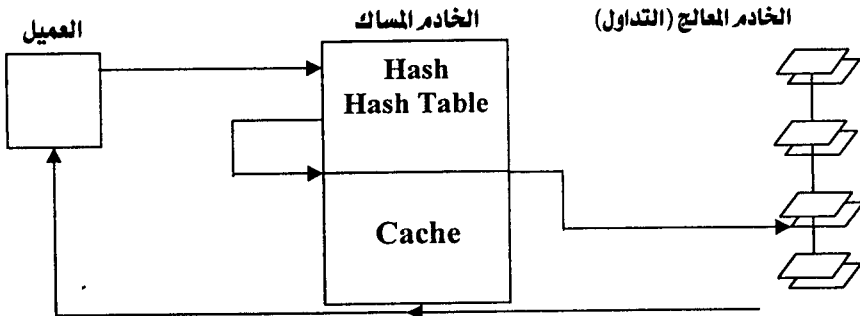 العميل
الخادم المساك
الخادم المعالج (التداول)
Hash
Hash Table
Cache